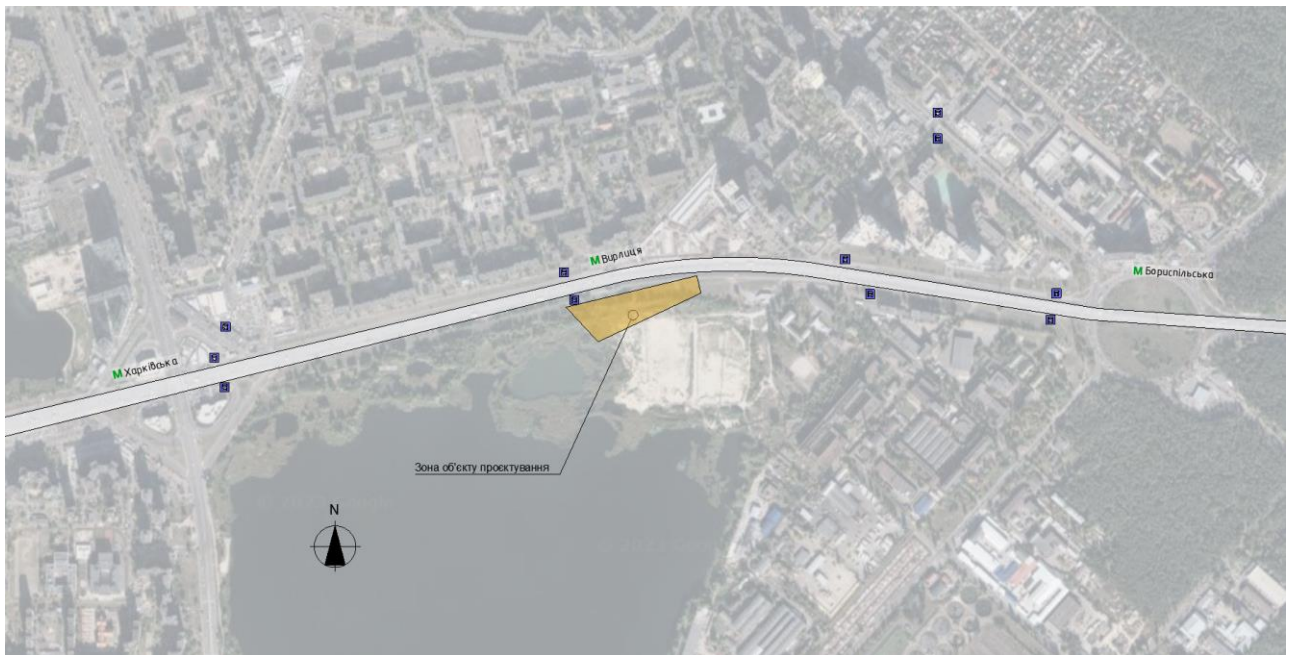 М Вирлиця
М Бориспільська
М Харківська
Зона об'єкту проєктування
N